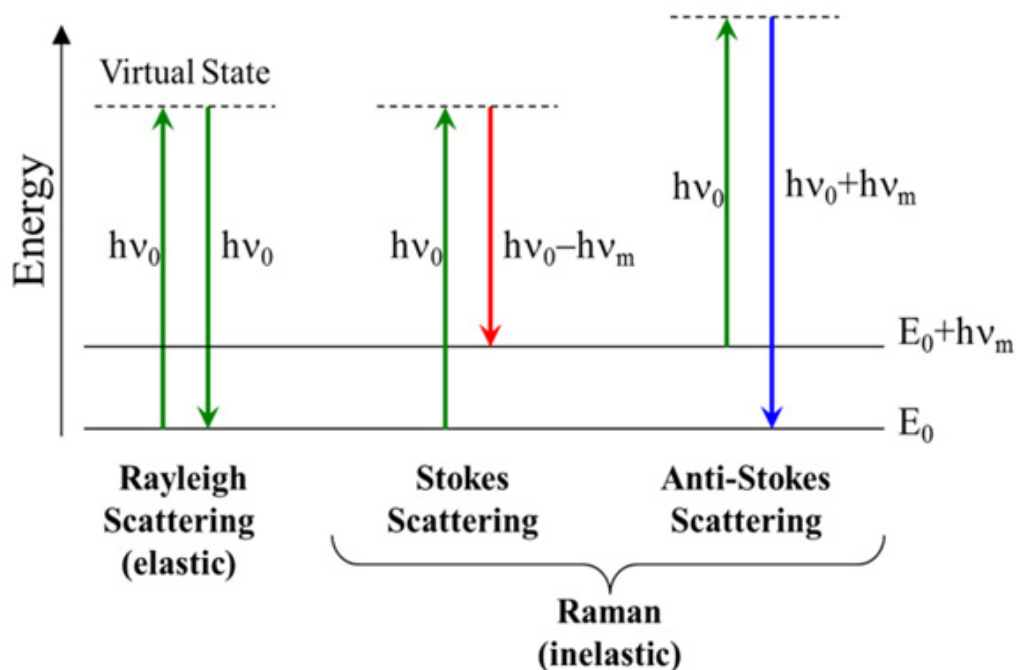 Energy
Virtual State
hν₀
hν₀
hν₀
hν₀–hνₘ
hν₀
hν₀+hνₘ
E₀+hνₘ
E₀
Rayleigh
Scattering
(elastic)
Stokes
Scattering
Anti-Stokes
Scattering
Raman
(inelastic)